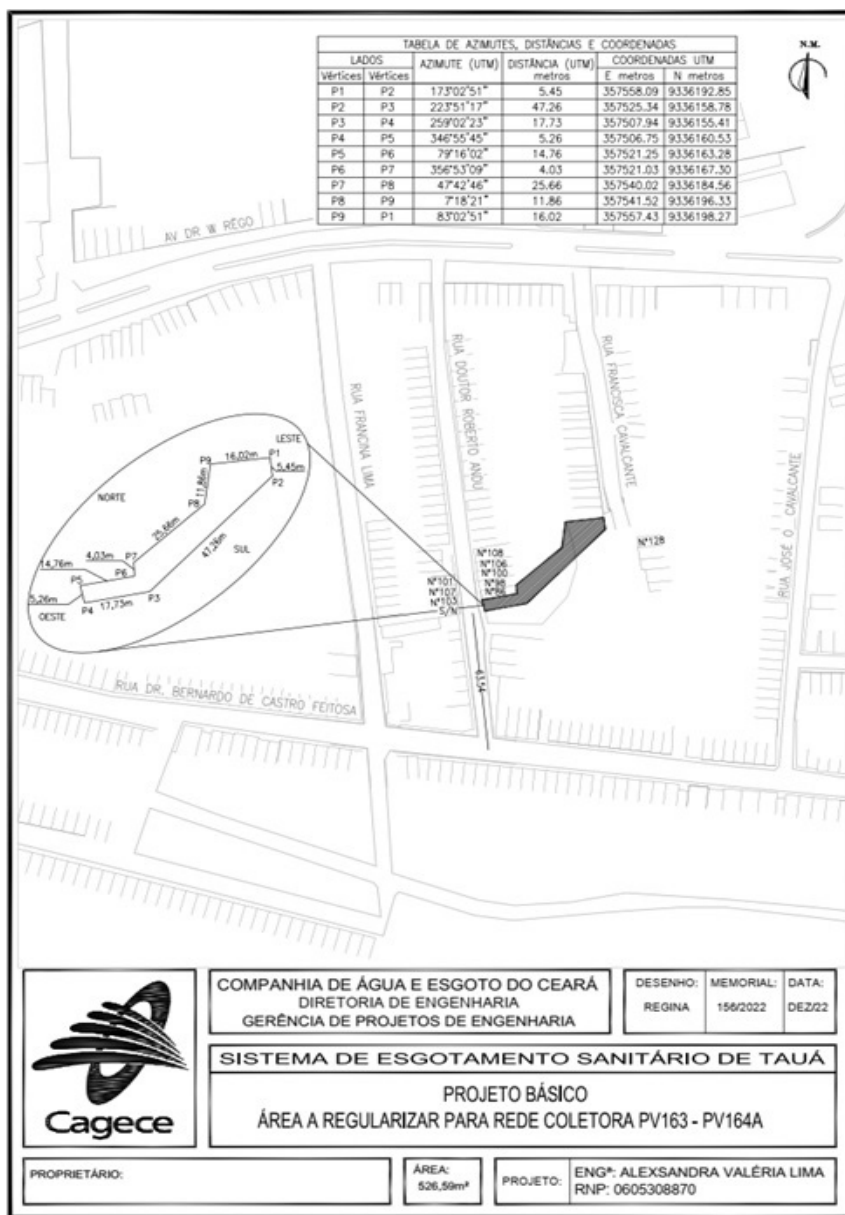 TABELA DE AZIMUTES, DISTÂNCIAS E COORDENADAS
LADOS AZIMUTE (UTM) DISTÂNCIA (UTM) metros COORDENADAS UTM
Vértices Vértices E metros N metros
P1 P2 173°02'51" 5.45 357558.09 9336192.85
P2 P3 223°51'17" 47.26 357525.34 9336158.78
P3 P4 259°02'23" 17.73 357507.94 9336155.41
P4 P5 346°55'45" 5.26 357506.75 9336160.53
P5 P6 79°16'02" 14.76 357521.25 9336163.28
P6 P7 356°53'09" 4.03 357521.03 9336167.30
P7 P8 47°42'46" 25.66 357540.02 9336184.56
P8 P9 7°18'21" 11.86 357541.52 9336196.33
P9 P1 83°02'51" 16.02 357557.43 9336198.27
N.M.
AV DR W RÊGO
RUA FRANCINA LIMA
RUA DOUTOR ROBERTO ANDU
RUA FRANCISCA CAVALCANTE
RUA JOSÉ O. CAVALCANTE
LESTE
P9 16,02m P1
5,45m
P2
11,86m
P8
NORTE
25,66m
47,26m
SUL
4,03m P7
14,76m P6
P5
5,26m
P4 17,73m P3
OESTE
N°108
N°106
N°100
N°98
N°86
N°101
N°107
N°103
S/N
N°128
63,54
RUA DR. BERNARDO DE CASTRO FEITOSA
Cagece
COMPANHIA DE ÁGUA E ESGOTO DO CEARÁ
DIRETORIA DE ENGENHARIA
GERÊNCIA DE PROJETOS DE ENGENHARIA
DESENHO: REGINA
MEMORIAL: 156/2022
DATA: DEZ/22
SISTEMA DE ESGOTAMENTO SANITÁRIO DE TAUÁ
PROJETO BÁSICO
ÁREA A REGULARIZAR PARA REDE COLETORA PV163 - PV164A
PROPRIETÁRIO:
ÁREA: 526,59m²
PROJETO: ENGª: ALEXSANDRA VALÉRIA LIMA
RNP: 0605308870